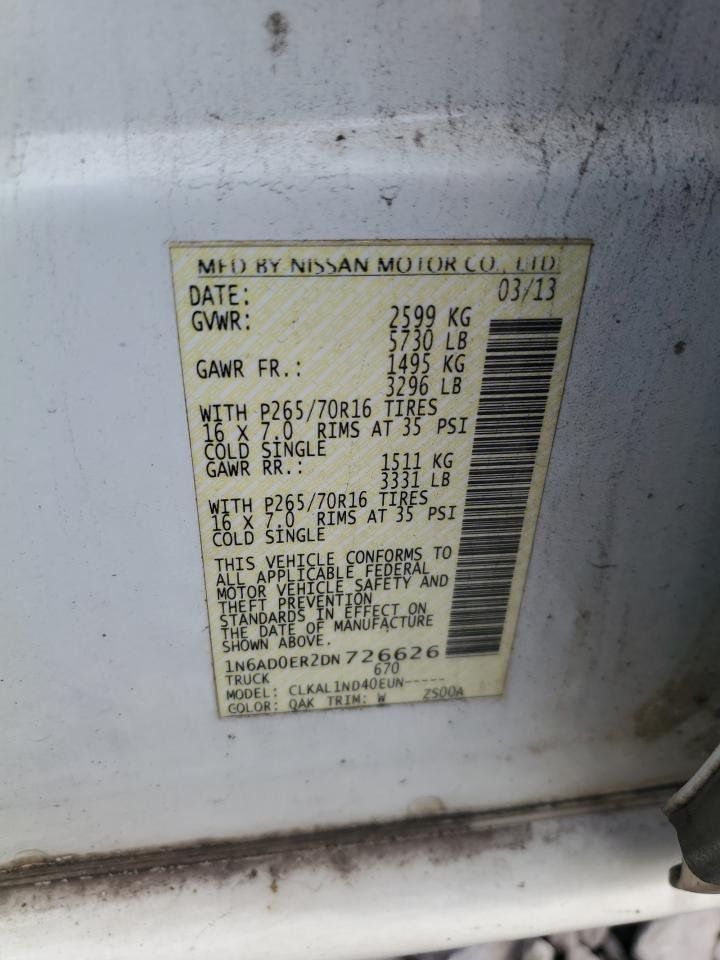 MFD BY NISSAN MOTOR CO., LTD.
DATE: 03/13
GVWR: 2599 KG
5730 LB
GAWR FR.: 1495 KG
3296 LB
WITH P265/70R16 TIRES
16 X 7.0 RIMS AT 35 PSI
COLD SINGLE
GAWR RR.: 1511 KG
3331 LB
WITH P265/70R16 TIRES
16 X 7.0 RIMS AT 35 PSI
COLD SINGLE
THIS VEHICLE CONFORMS TO
ALL APPLICABLE FEDERAL
MOTOR VEHICLE SAFETY AND
THEFT PREVENTION
STANDARDS IN EFFECT ON
THE DATE OF MANUFACTURE
SHOWN ABOVE.
1N6AD0ER2DN726626
TRUCK 670
MODEL: CLKAL1ND40EUN-----
COLOR: QAK TRIM: W ZS00A